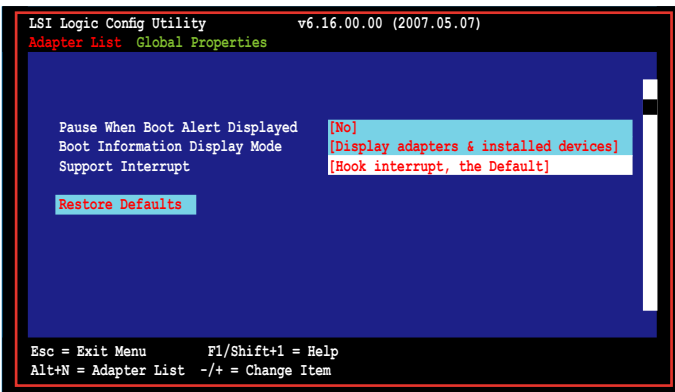 LSI Logic Config Utility v6.16.00.00 (2007.05.07)
Adapter List Global Properties
Pause When Boot Alert Displayed [No]
Boot Information Display Mode [Display adapters & installed devices]
Support Interrupt [Hook interrupt, the Default]
Restore Defaults
Esc = Exit Menu F1/Shift+1 = Help
Alt+N = Adapter List -/+ = Change Item